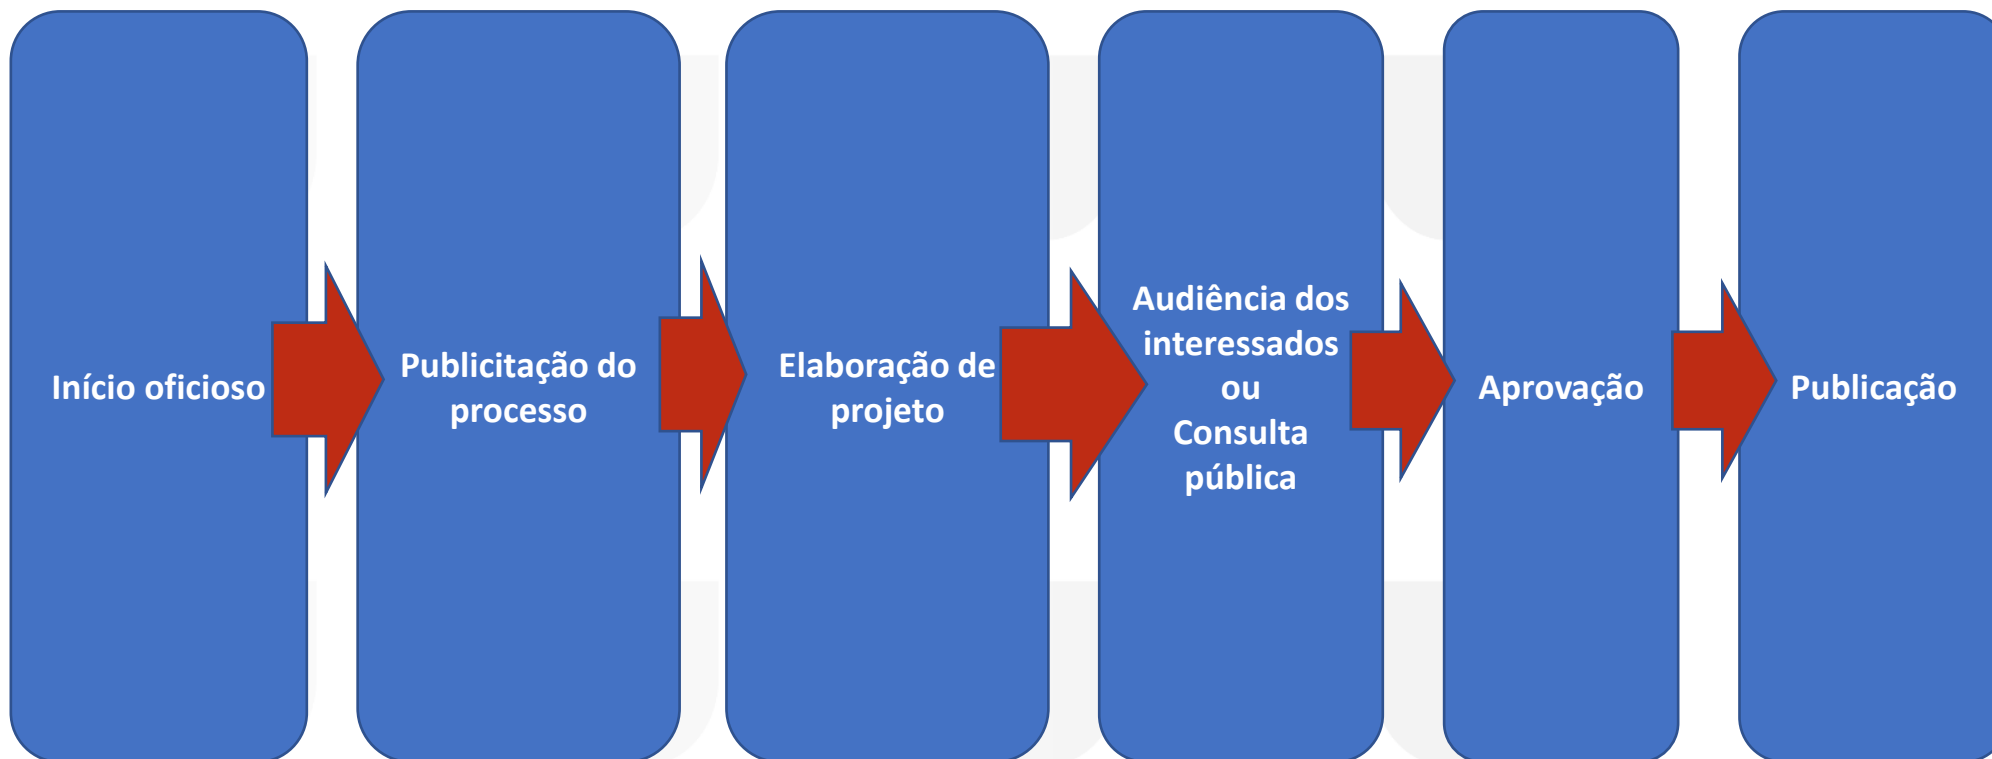 Início oficioso
Publicitação do
processo
Elaboração de
projeto
Audiência dos
interessados
ou
Consulta
pública
Aprovação
Publicação